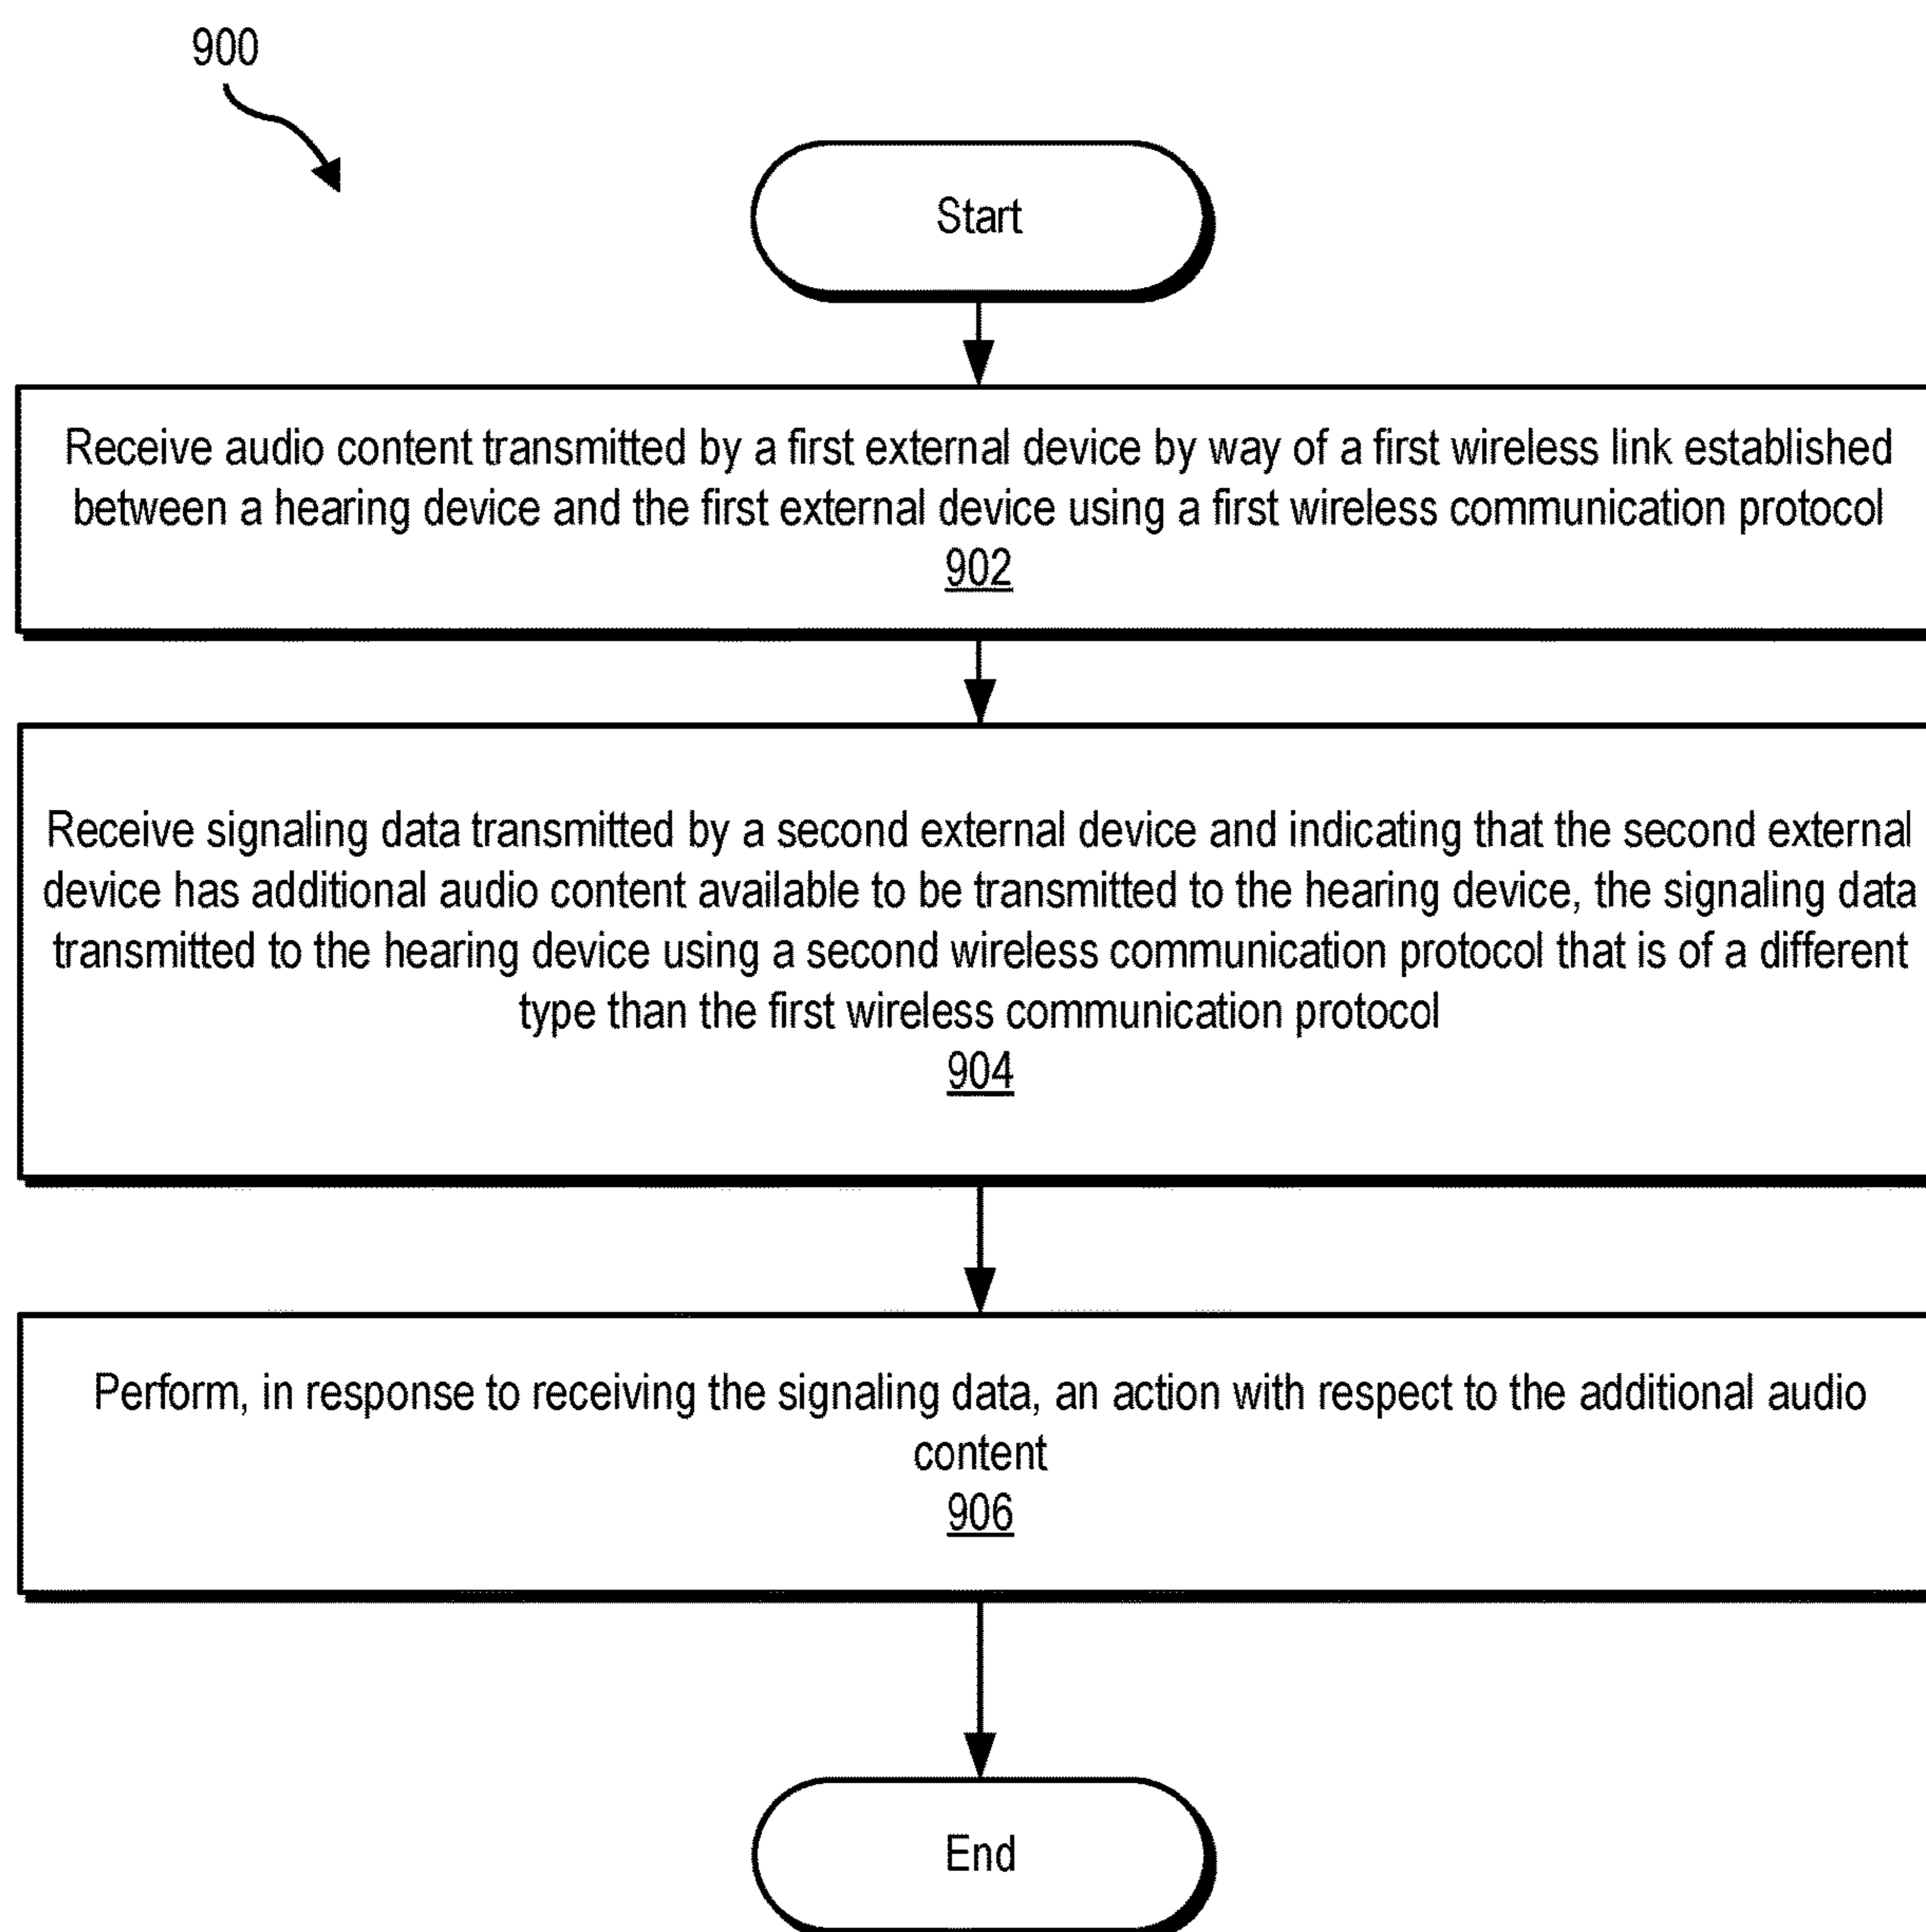 900
Start
Receive audio content transmitted by a first external device by way of a first wireless link established
between a hearing device and the first external device using a first wireless communication protocol
902
Receive signaling data transmitted by a second external device and indicating that the second external
device has additional audio content available to be transmitted to the hearing device, the signaling data
transmitted to the hearing device using a second wireless communication protocol that is of a different
type than the first wireless communication protocol
904
Perform, in response to receiving the signaling data, an action with respect to the additional audio
content
906
End